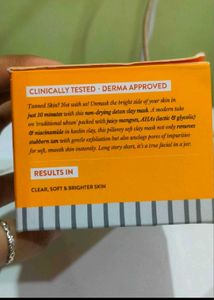 CLINICALLY TESTED · DERMA APPROVED
Tanned Skin? Not with us! Unmask the bright side of your skin in
just 10 minutes with this non-drying detan clay mask. A modern take
on 'traditional ubtan' packed with juicy mangoes, AHAs (lactic & glycolic)
& niacinamide in kaolin clay, this pillowy soft clay mask not only removes
stubborn tan with gentle exfoliation but also unclogs pores of impurities
for soft, smooth skin instantly. Long story short, it's a true facial in a jar.
RESULTS IN
CLEAR, SOFT & BRIGHTER SKIN